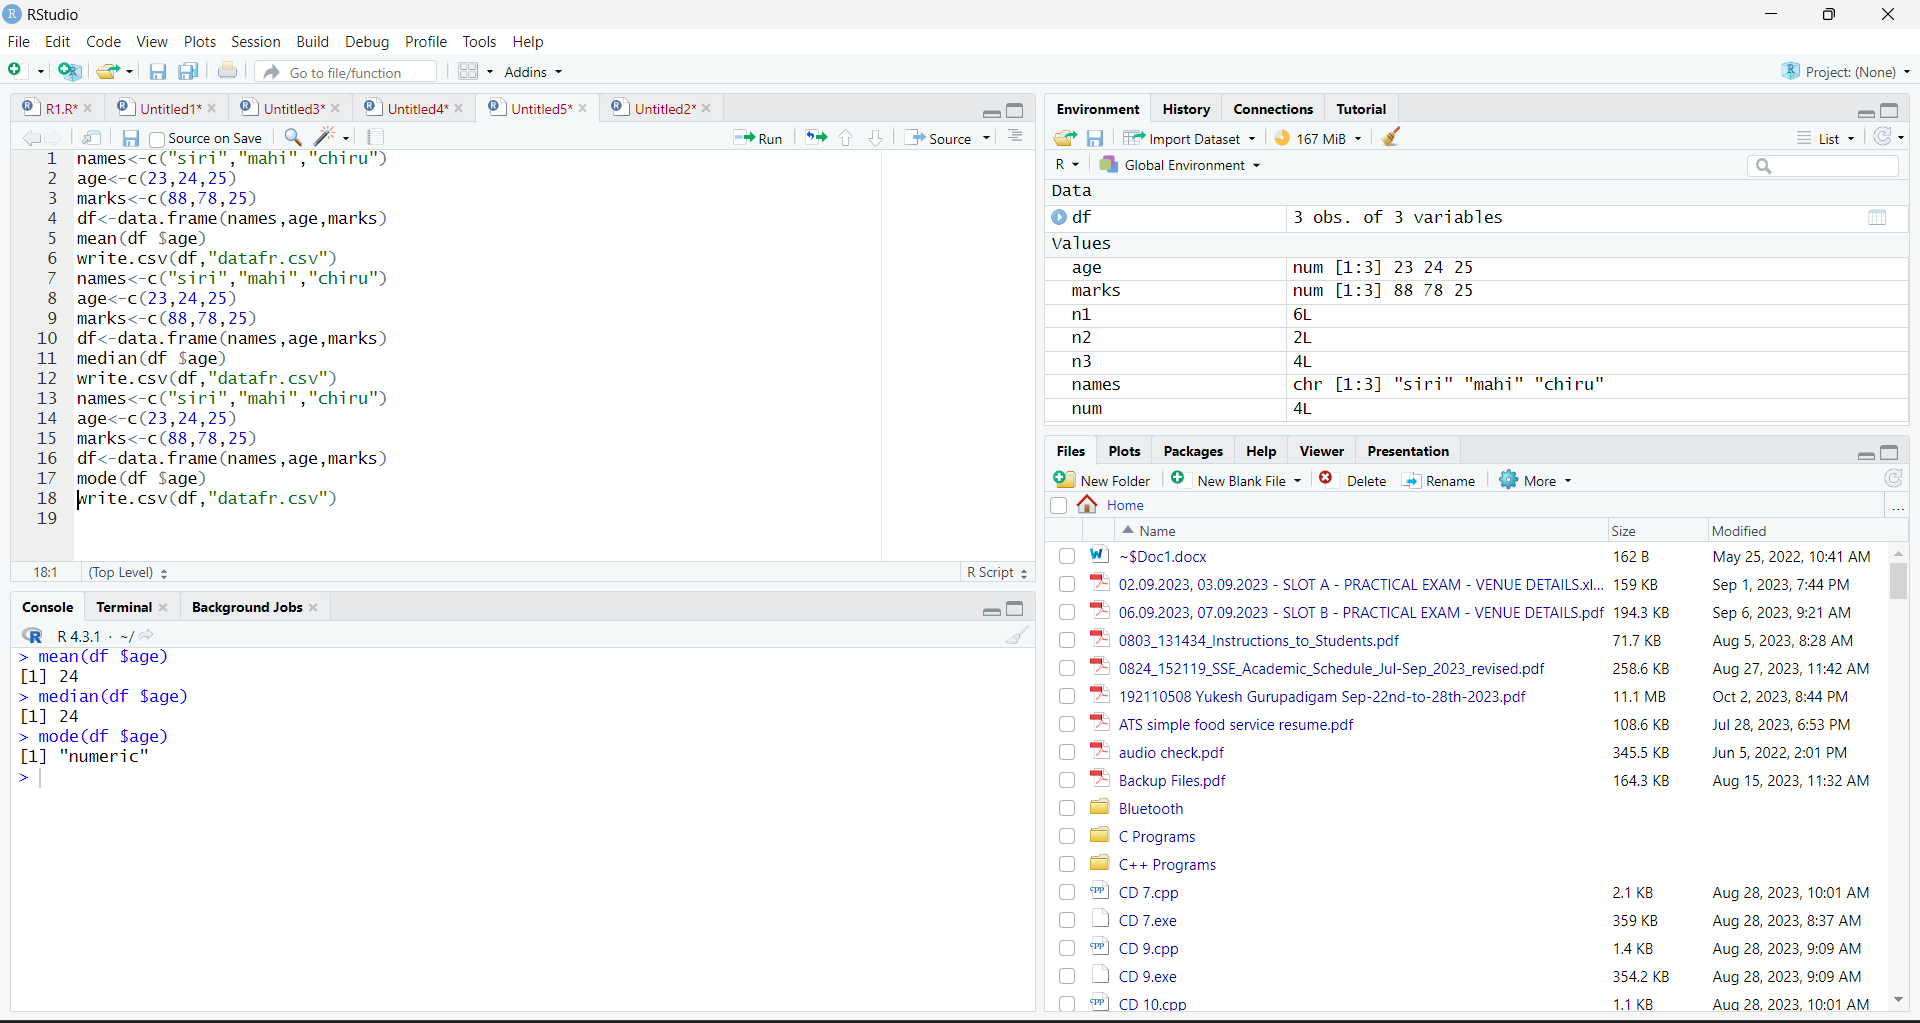 RStudio
File Edit Code View Plots Session Build Debug Profile Tools Help
Go to file/function Addins Project: (None)
R1.R* Untitled1* Untitled3* Untitled4* Untitled5* Untitled2*
Source on Save Run Source
1 names<-c("siri","mahi","chiru")
2 age<-c(23,24,25)
3 marks<-c(88,78,25)
4 df<-data.frame(names,age,marks)
5 mean(df $age)
6 write.csv(df,"datafr.csv")
7 names<-c("siri","mahi","chiru")
8 age<-c(23,24,25)
9 marks<-c(88,78,25)
10 df<-data.frame(names,age,marks)
11 median(df $age)
12 write.csv(df,"datafr.csv")
13 names<-c("siri","mahi","chiru")
14 age<-c(23,24,25)
15 marks<-c(88,78,25)
16 df<-data.frame(names,age,marks)
17 mode(df $age)
18 write.csv(df,"datafr.csv")
19
18:1 (Top Level) R Script
Console Terminal Background Jobs
R R 4.3.1 · ~/
> mean(df $age)
[1] 24
> median(df $age)
[1] 24
> mode(df $age)
[1] "numeric"
>
Environment History Connections Tutorial
Import Dataset 167 MiB List
R Global Environment
Data
df 3 obs. of 3 variables
Values
age num [1:3] 23 24 25
marks num [1:3] 88 78 25
n1 6L
n2 2L
n3 4L
names chr [1:3] "siri" "mahi" "chiru"
num 4L
Files Plots Packages Help Viewer Presentation
New Folder New Blank File Delete Rename More
Home ...
Name Size Modified
~$Doc1.docx 162 B May 25, 2022, 10:41 AM
02.09.2023, 03.09.2023 - SLOT A - PRACTICAL EXAM - VENUE DETAILS.xl... 159 KB Sep 1, 2023, 7:44 PM
06.09.2023, 07.09.2023 - SLOT B - PRACTICAL EXAM - VENUE DETAILS.pdf 194.3 KB Sep 6, 2023, 9:21 AM
0803_131434_Instructions_to_Students.pdf 71.7 KB Aug 5, 2023, 8:28 AM
0824_152119_SSE_Academic_Schedule_Jul-Sep_2023_revised.pdf 258.6 KB Aug 27, 2023, 11:42 AM
192110508 Yukesh Gurupadigam Sep-22nd-to-28th-2023.pdf 11.1 MB Oct 2, 2023, 8:44 PM
ATS simple food service resume.pdf 108.6 KB Jul 28, 2023, 6:53 PM
audio check.pdf 345.5 KB Jun 5, 2022, 2:01 PM
Backup Files.pdf 164.3 KB Aug 15, 2023, 11:32 AM
Bluetooth
C Programs
C++ Programs
CD 7.cpp 2.1 KB Aug 28, 2023, 10:01 AM
CD 7.exe 359 KB Aug 28, 2023, 8:37 AM
CD 9.cpp 1.4 KB Aug 28, 2023, 9:09 AM
CD 9.exe 354.2 KB Aug 28, 2023, 9:09 AM
CD 10.cpp 1.1 KB Aug 28, 2023, 10:01 AM